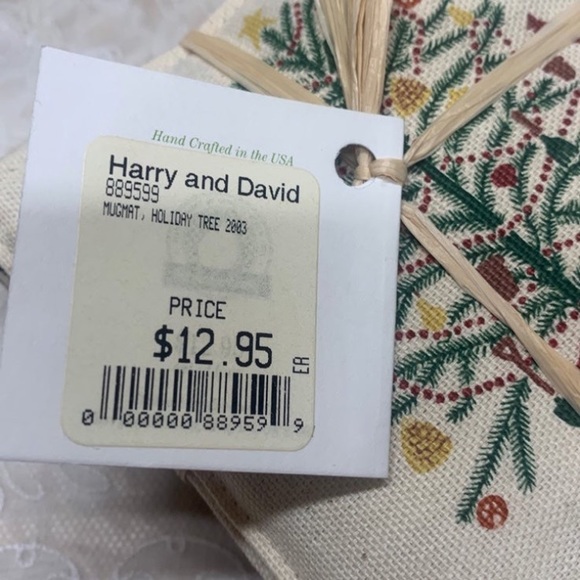 Hand Crafted in the USA
Harry and David
889599
MUGMAT, HOLIDAY TREE 2003
PRICE
$12.95 EA
0 00000 88959 9